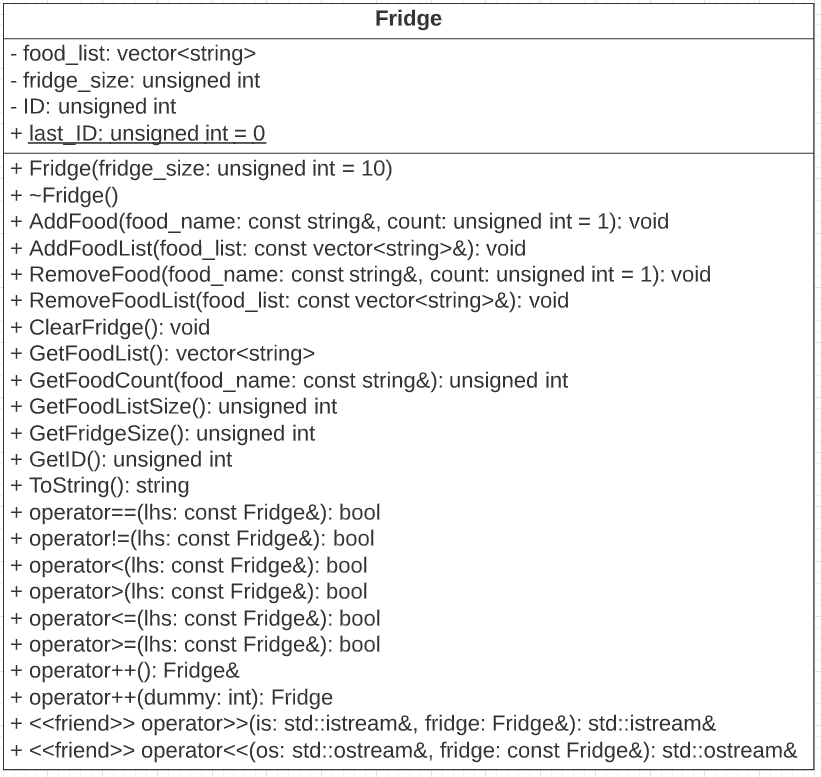 Fridge
- food_list: vector<string>
- fridge_size: unsigned int
- ID: unsigned int
+ last_ID: unsigned int = 0
+ Fridge(fridge_size: unsigned int = 10)
+ ~Fridge()
+ AddFood(food_name: const string&, count: unsigned int = 1): void
+ AddFoodList(food_list: const vector<string>&): void
+ RemoveFood(food_name: const string&, count: unsigned int = 1): void
+ RemoveFoodList(food_list: const vector<string>&): void
+ ClearFridge(): void
+ GetFoodList(): vector<string>
+ GetFoodCount(food_name: const string&): unsigned int
+ GetFoodListSize(): unsigned int
+ GetFridgeSize(): unsigned int
+ GetID(): unsigned int
+ ToString(): string
+ operator==(lhs: const Fridge&): bool
+ operator!=(lhs: const Fridge&): bool
+ operator<(lhs: const Fridge&): bool
+ operator>(lhs: const Fridge&): bool
+ operator<=(lhs: const Fridge&): bool
+ operator>=(lhs: const Fridge&): bool
+ operator++(): Fridge&
+ operator++(dummy: int): Fridge
+ <<friend>> operator>>(is: std::istream&, fridge: Fridge&): std::istream&
+ <<friend>> operator<<(os: std::ostream&, fridge: const Fridge&): std::ostream&